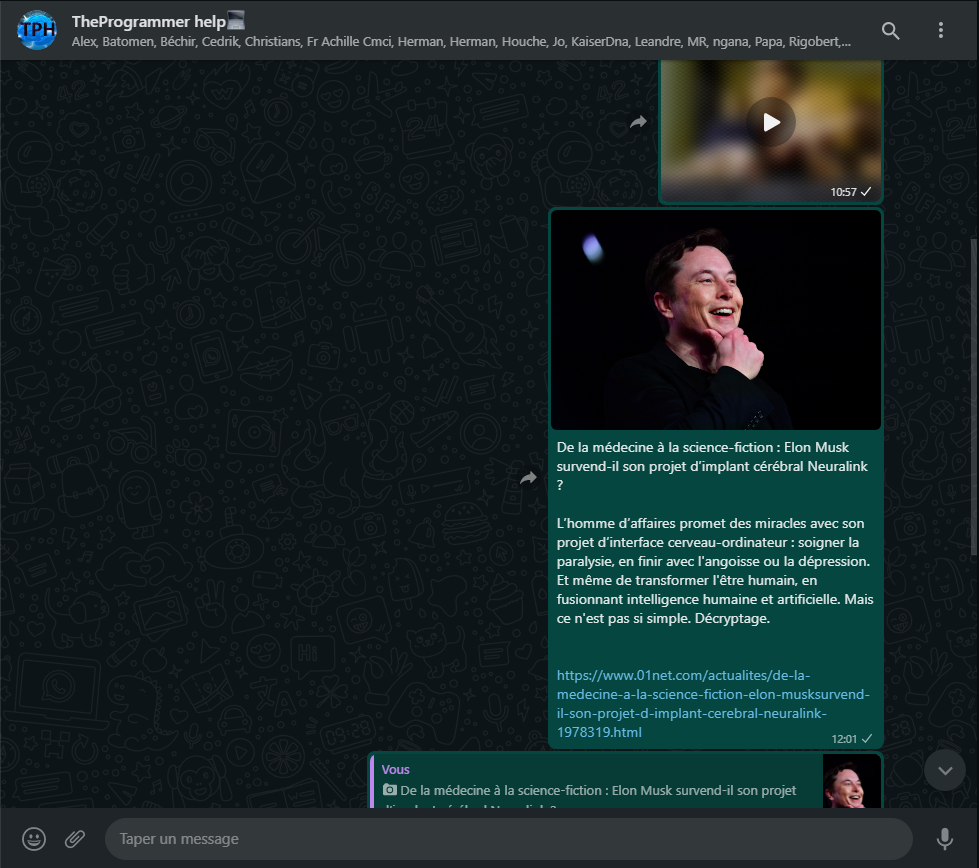 TPH
TheProgrammer help
Alex, Batomen, Béchir, Cedrik, Christians, Fr Achille Cmci, Herman, Herman, Houche, Jo, KaiserDna, Leandre, MR, ngana, Papa, Rigobert,...
10:57
De la médecine à la science-fiction : Elon Musk
survend-il son projet d'implant cérébral Neuralink
?
L'homme d'affaires promet des miracles avec son
projet d'interface cerveau-ordinateur : soigner la
paralysie, en finir avec l'angoisse ou la dépression.
Et même de transformer l'être humain, en
fusionnant intelligence humaine et artificielle. Mais
ce n'est pas si simple. Décryptage.
https://www.01net.com/actualites/de-la-
medecine-a-la-science-fiction-elon-musksurvend-
il-son-projet-d-implant-cerebral-neuralink-
1978319.html
12:01
Vous
De la médecine à la science-fiction : Elon Musk survend-il son projet
Taper un message